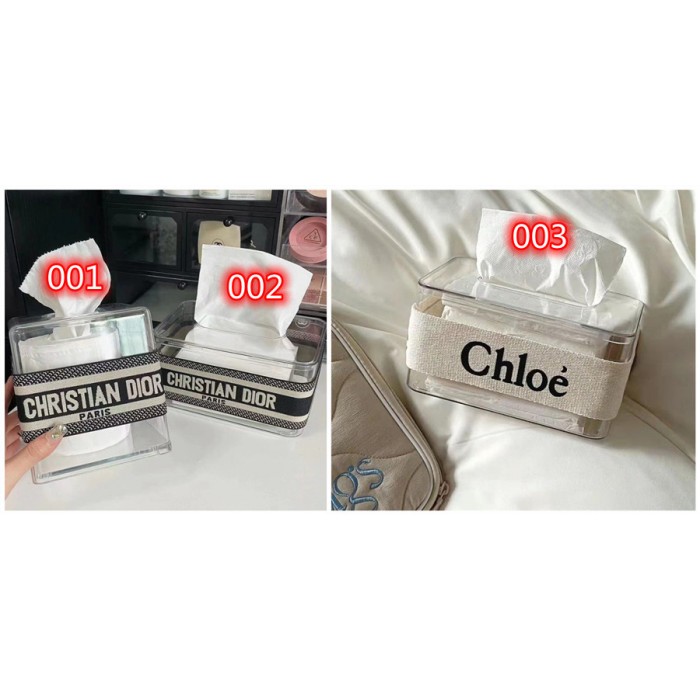 001
002
003
CHRISTIAN DIOR
PARIS
CHRISTIAN DIOR
PARIS
Chloé